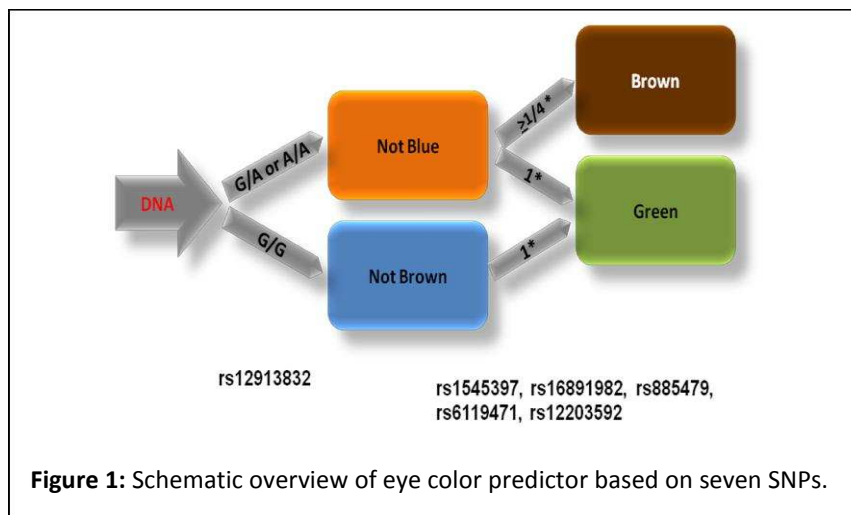 Brown
≥1/4 *
Not Blue
G/A or A/A
1*
DNA
Green
G/G
1*
Not Brown
rs12913832
rs1545397, rs16891982, rs885479,
rs6119471, rs12203592
Figure 1: Schematic overview of eye color predictor based on seven SNPs.